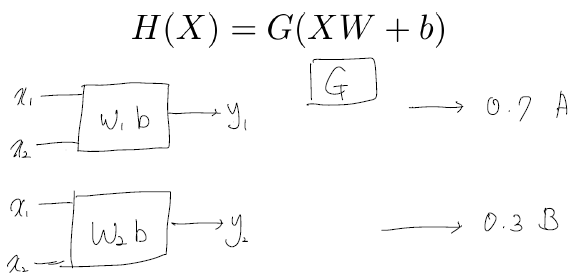 H(X) = G(XW + b)
x₁
W₁ b
y₁
G
0.7 A
x₂
x₁
W₂ b
y₂
0.3 B
x₂